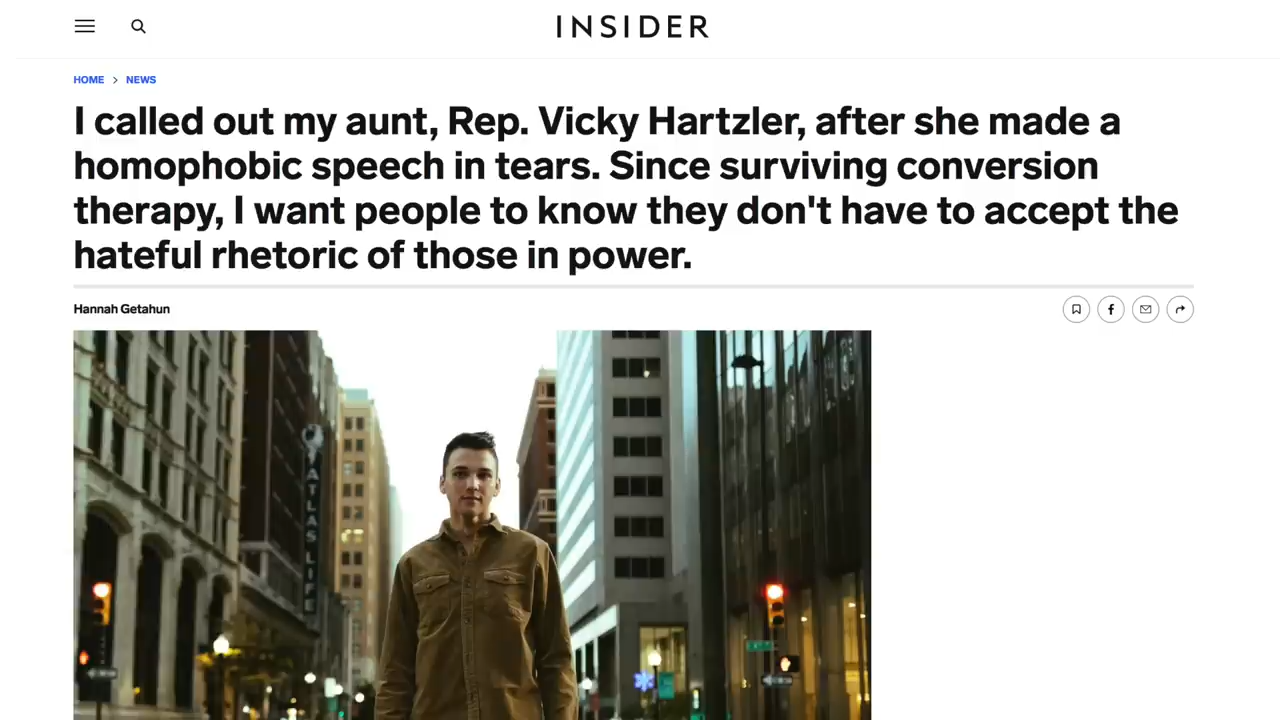 INSIDER
HOME > NEWS
I called out my aunt, Rep. Vicky Hartzler, after she made a
homophobic speech in tears. Since surviving conversion
therapy, I want people to know they don't have to accept the
hateful rhetoric of those in power.
Hannah Getahun
ATLAS LIFE